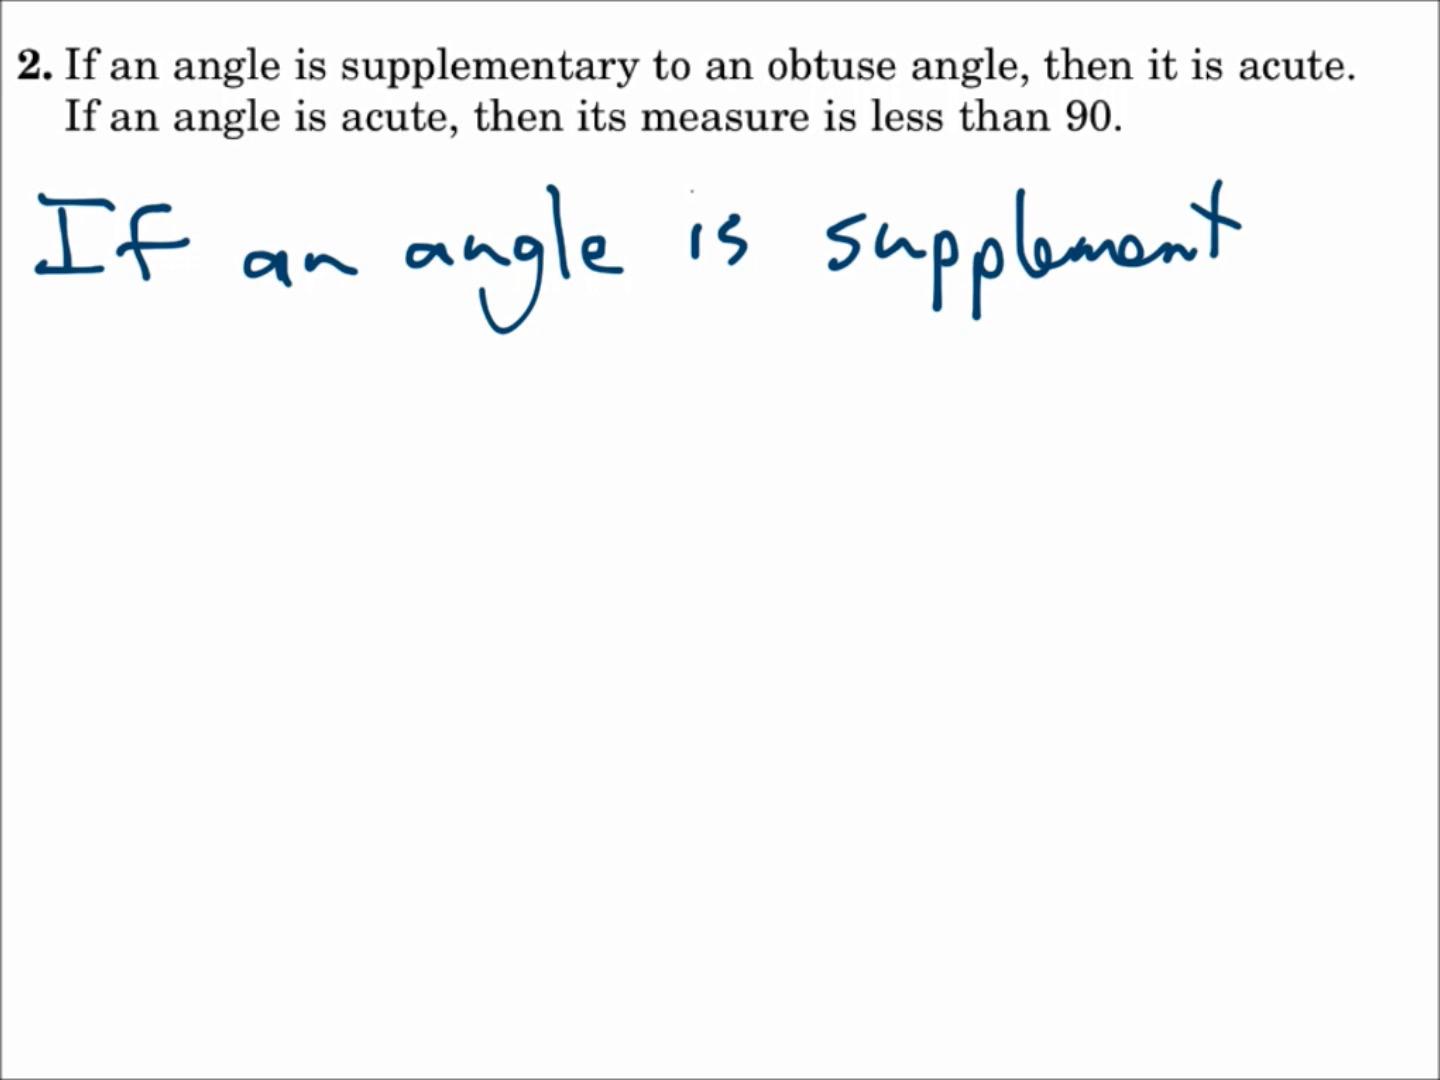 2. If an angle is supplementary to an obtuse angle, then it is acute.
If an angle is acute, then its measure is less than 90.
If an angle is supplement